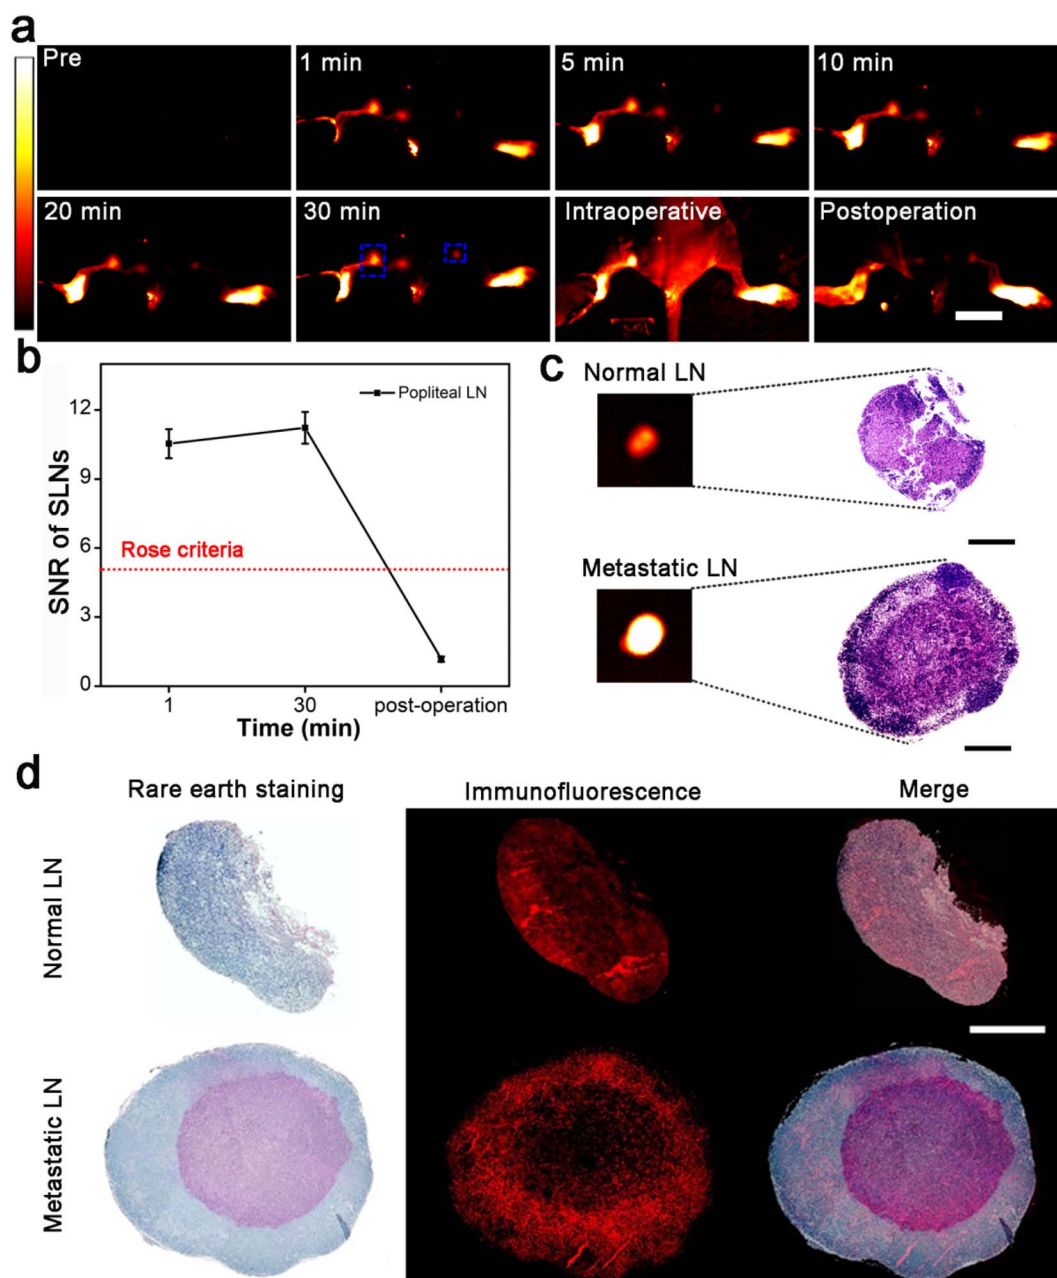 a
Pre
1 min
5 min
10 min
20 min
30 min
Intraoperative
Postoperation
b
SNR of SLNs
12
9
6
3
0
Popliteal LN
Rose criteria
1
30
post-operation
Time (min)
c
Normal LN
Metastatic LN
d
Rare earth staining
Immunofluorescence
Merge
Normal LN
Metastatic LN